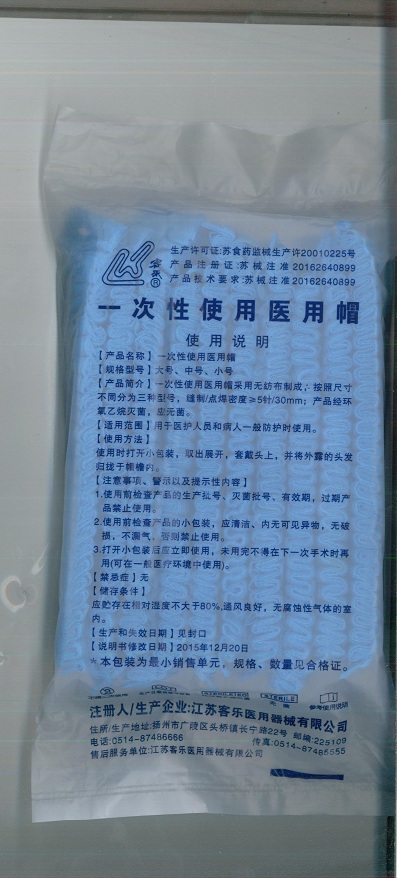 客乐®
生产许可证:苏食药监械生产许20010225号
产品注册证:苏械注准20162640899
产品技术要求:苏械注准20162640899
一次性使用医用帽
使用说明
【产品名称】一次性使用医用帽
【规格型号】大号、中号、小号
【产品简介】一次性使用医用帽采用无纺布制成,按照尺寸
不同分为三种型号,缝制/点焊密度≥5针/30mm;产品经环
氧乙烷灭菌,应无菌。
【适用范围】用于医护人员和病人一般防护时使用。
【使用方法】
使用时打开小包装,取出展开,套戴头上,并将外露的头发
归拢于帽檐内。
【注意事项、警示以及提示性内容】
1.使用前检查产品的生产批号、灭菌批号、有效期,过期产
品禁止使用。
2.使用前检查产品的小包装,应清洁、内无可见异物,无破
损,不漏气。否则禁止使用。
3.打开小包装后应立即使用,未用完不得在下一次手术时再
用(可在一般医疗环境中使用)。
【禁忌症】无
【储存条件】
应贮存在相对湿度不大于80%,通风良好,无腐蚀性气体的室
内。
【生产和失效日期】见封口
【说明书修改日期】2015年12月20日
*本包装为最小销售单元,规格、数量见合格证。
STERILE
无菌 参考使用说明
注册人/生产企业:江苏客乐医用器械有限公司
住所/生产地址:扬州市广陵区头桥镇长宁路22号 邮编:225109
电话:0514-87486666 传真:0514-87485555
售后服务单位:江苏客乐医用器械有限公司